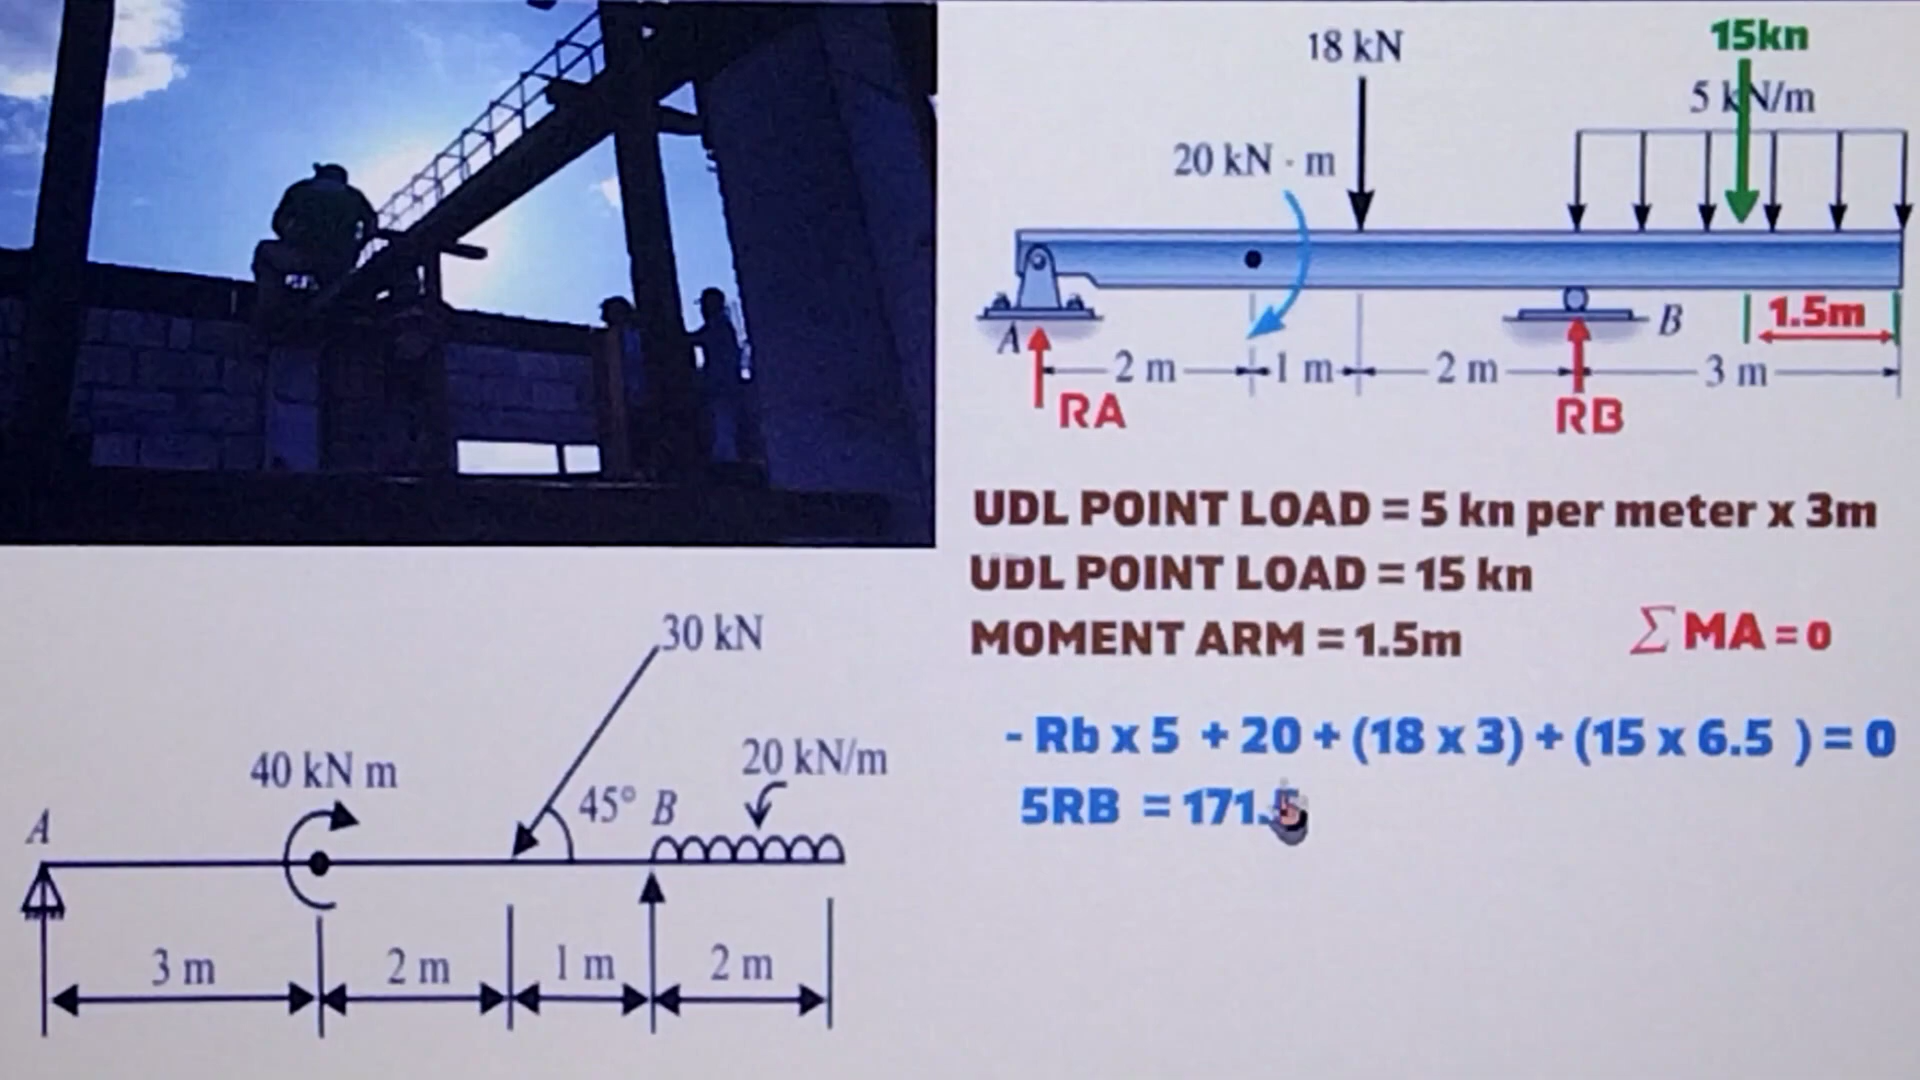 18 kN
15kn
5 kN/m
20 kN · m
A
B
1.5m
2 m
1 m
2 m
3 m
RA
RB
UDL POINT LOAD = 5 kn per meter x 3m
UDL POINT LOAD = 15 kn
MOMENT ARM = 1.5m
∑ MA = 0
- Rb x 5 + 20 + (18 x 3) + (15 x 6.5 ) = 0
5RB = 171.5
30 kN
40 kN m
20 kN/m
45° B
A
3 m
2 m
1 m
2 m